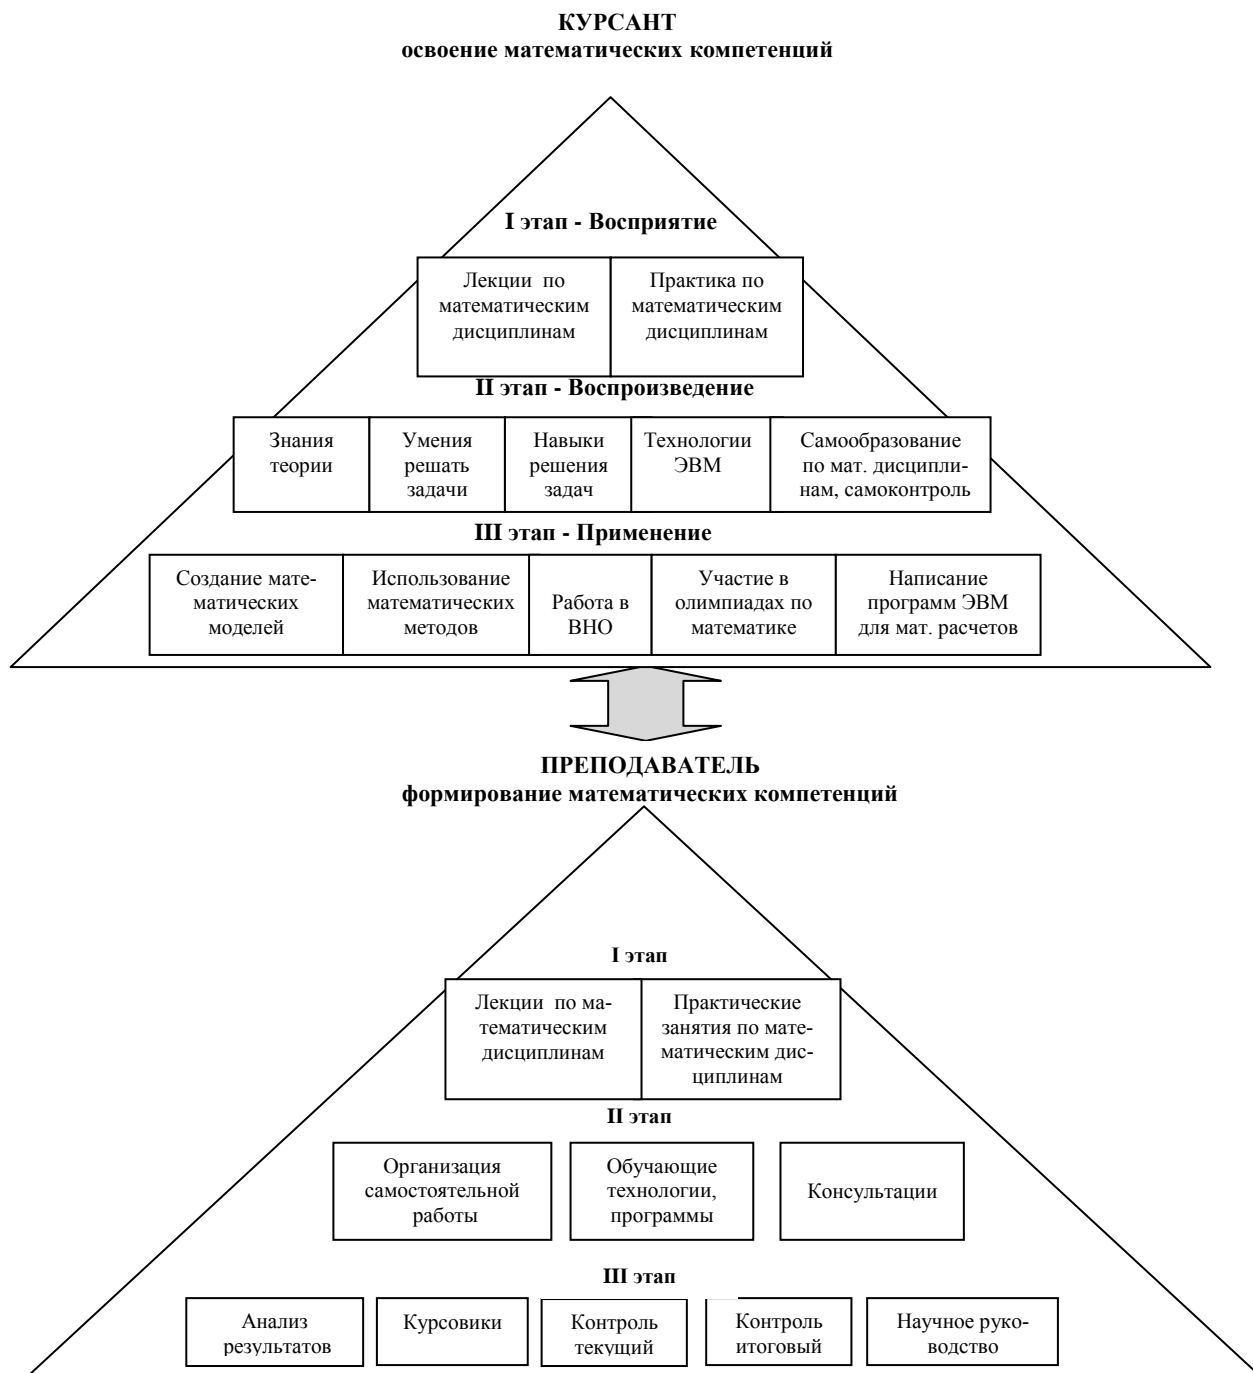 КУРСАНТ
освоение математических компетенций
I этап - Восприятие
Лекции по
математическим
дисциплинам
Практика по
математическим
дисциплинам
II этап - Воспроизведение
Знания
теории
Умения
решать
задачи
Навыки
решения
задач
Технологии
ЭВМ
Самообразование
по мат. дисципли-
нам, самоконтроль
III этап - Применение
Создание мате-
матических
моделей
Использование
математических
методов
Работа в
ВНО
Участие в
олимпиадах по
математике
Написание
программ ЭВМ
для мат. расчетов
ПРЕПОДАВАТЕЛЬ
формирование математических компетенций
I этап
Лекции по ма-
тематическим
дисциплинам
Практические
занятия по мате-
матическим дис-
циплинам
II этап
Организация
самостоятельной
работы
Обучающие
технологии,
программы
Консультации
III этап
Анализ
результатов
Курсовики
Контроль
текущий
Контроль
итоговый
Научное руко-
водство